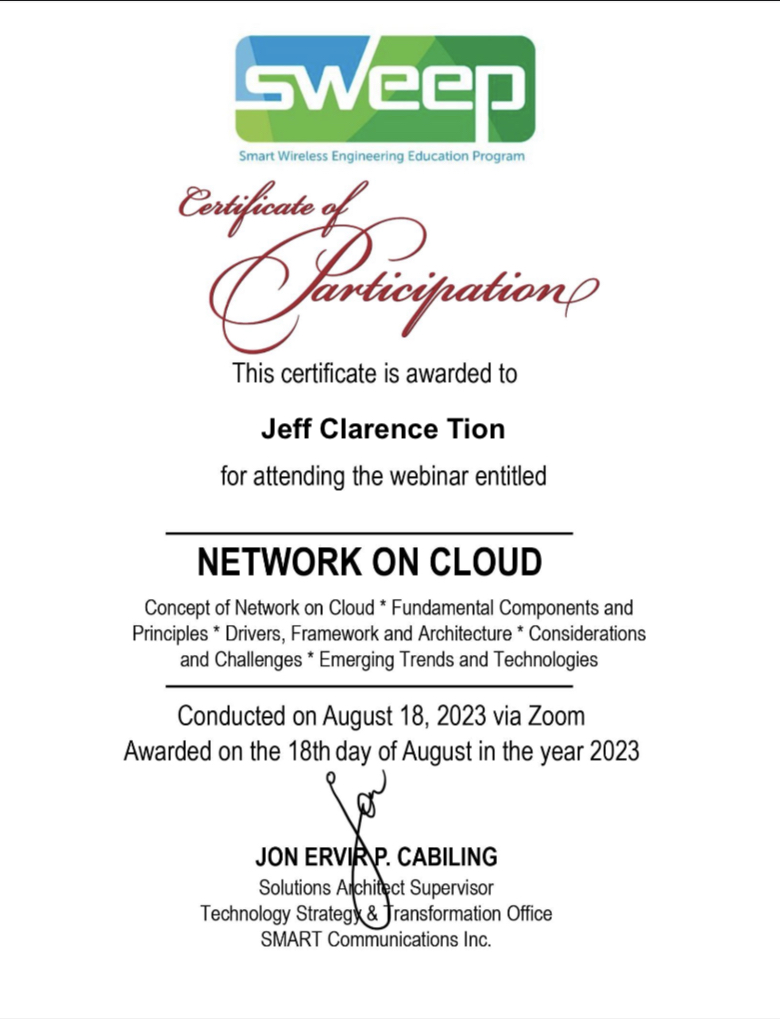 sweep
Smart Wireless Engineering Education Program
Certificate of
Participation
This certificate is awarded to
Jeff Clarence Tion
for attending the webinar entitled
NETWORK ON CLOUD
Concept of Network on Cloud * Fundamental Components and
Principles * Drivers, Framework and Architecture * Considerations
and Challenges * Emerging Trends and Technologies
Conducted on August 18, 2023 via Zoom
Awarded on the 18th day of August in the year 2023
Jon
JON ERVIR P. CABILING
Solutions Architect Supervisor
Technology Strategy & Transformation Office
SMART Communications Inc.